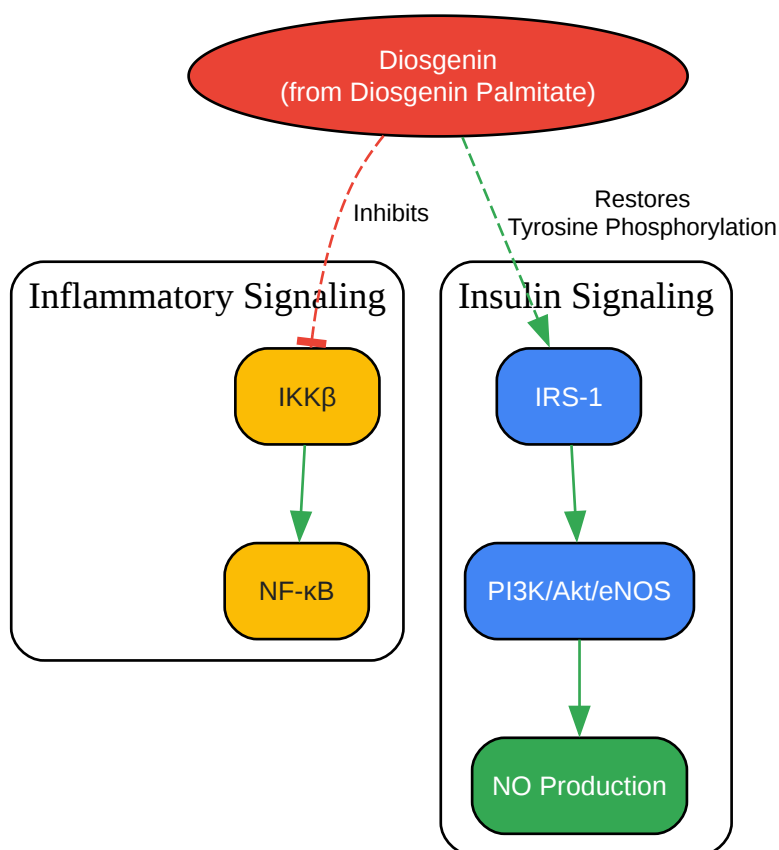 Diosgenin
(from Diosgenin Palmitate)
Inhibits
Restores
Tyrosine Phosphorylation
Inflammatory Signaling
IKKβ
NF-κB
Insulin Signaling
IRS-1
PI3K/Akt/eNOS
NO Production